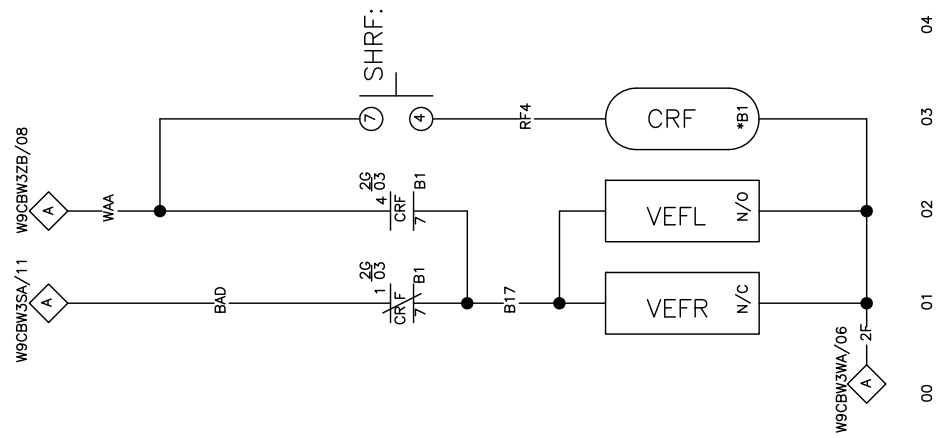 W9CBW3SA/11
A
W9CBW3ZB/08
A
WAA
BAD
SHRF:
7
4
2G
03
4
CRF
B1
7
2G
03
1
CRF
B1
7
RF4
B17
CRF
*B1
VEFL
N/O
VEFR
N/C
W9CBW3WA/06
A
2F
00
01
02
03
04